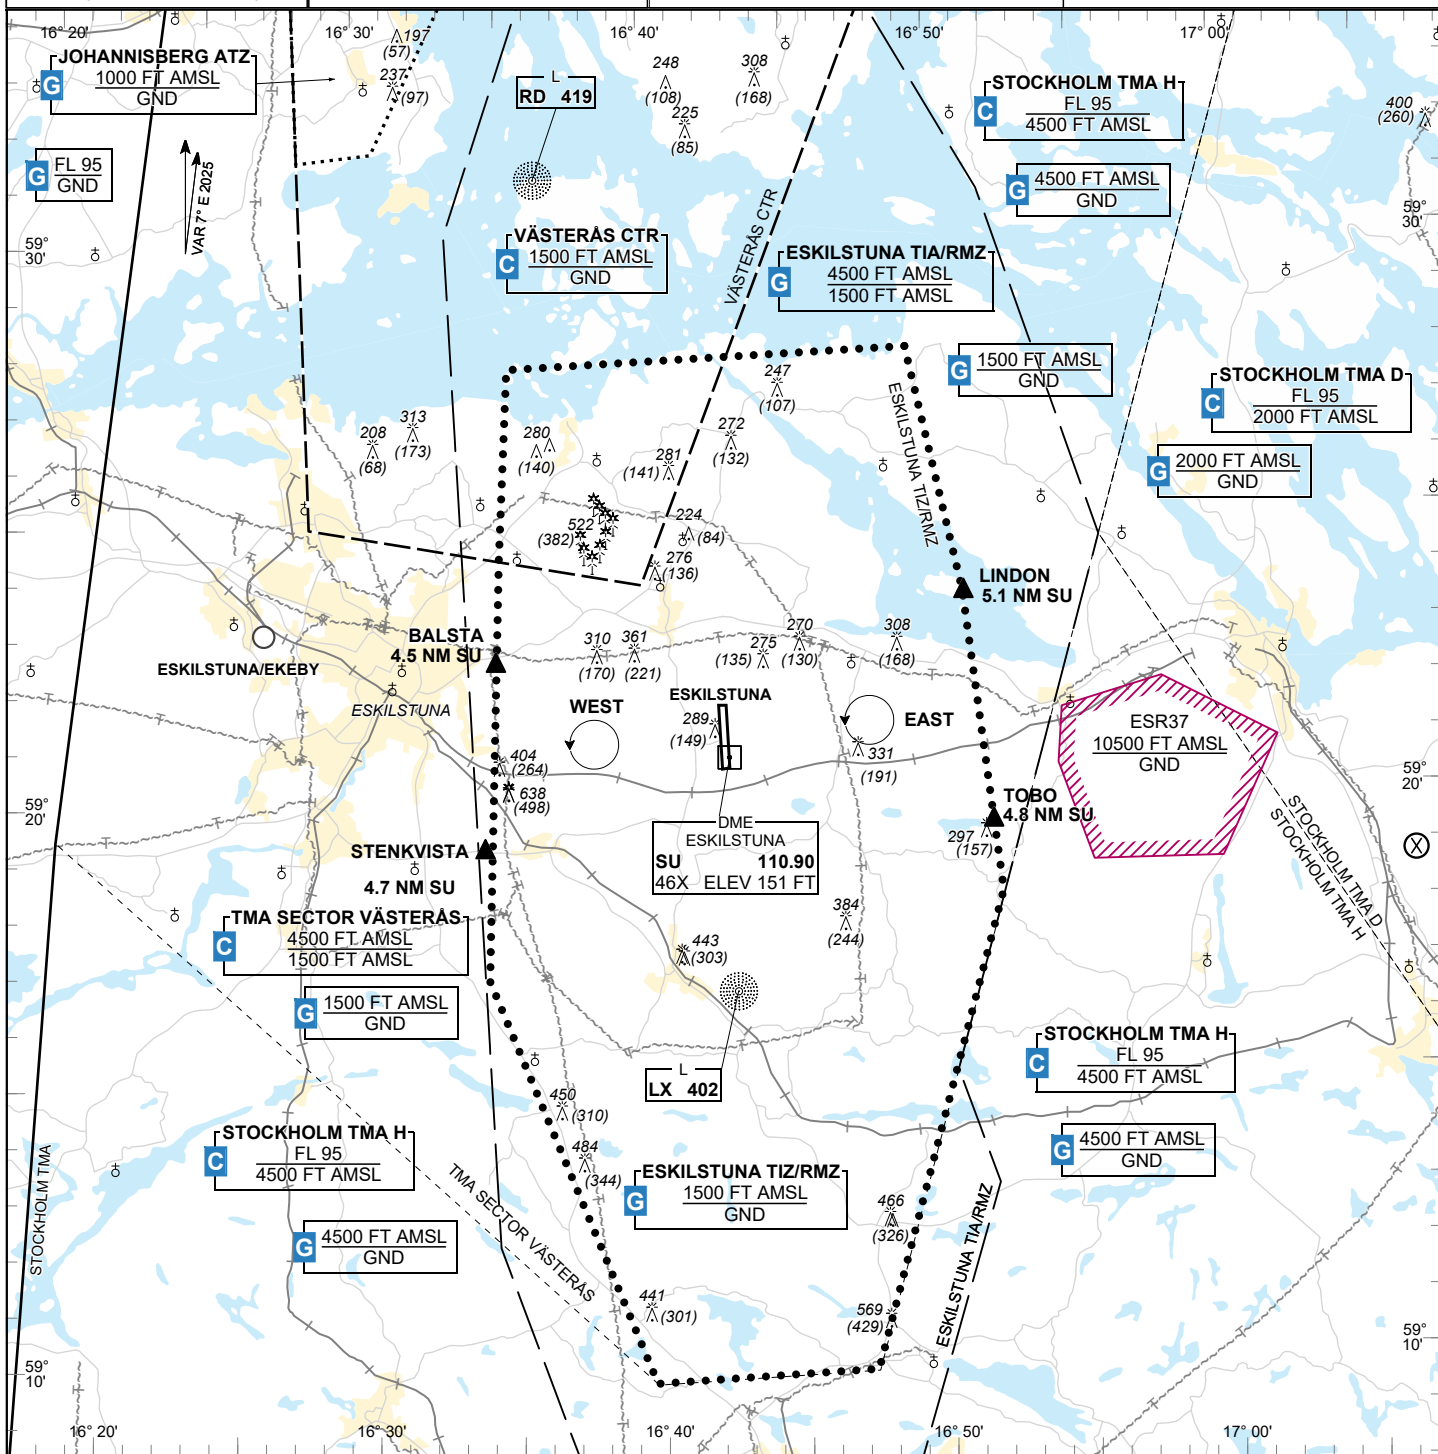 16° 20'
16° 30'
16° 40'
16° 50'
17° 00'
JOHANNISBERG ATZ
G
1000 FT AMSL
GND
197
(57)
237
(97)
L
RD 419
248
(108)
225
(85)
308
(168)
STOCKHOLM TMA H
C
FL 95
4500 FT AMSL
400
(260)
G
FL 95
GND
VAR 7° E 2025
G
4500 FT AMSL
GND
59°
30'
59°
30'
VÄSTERÅS CTR
C
1500 FT AMSL
GND
VÄSTERÅS CTR
ESKILSTUNA TIA/RMZ
G
4500 FT AMSL
1500 FT AMSL
G
1500 FT AMSL
GND
STOCKHOLM TMA D
C
FL 95
2000 FT AMSL
G
2000 FT AMSL
GND
247
(107)
ESKILSTUNA TIZ/RMZ
208
(68)
313
(173)
280
(140)
281
(141)
272
(132)
522
(382)
224
(84)
276
(136)
LINDON
5.1 NM SU
BALSTA
4.5 NM SU
ESKILSTUNA/EKEBY
ESKILSTUNA
310
(170)
361
(221)
275
(135)
270
(130)
308
(168)
WEST
ESKILSTUNA
289
(149)
EAST
331
(191)
ESR37
10500 FT AMSL
GND
404
(264)
638
(498)
59°
20'
59°
20'
TOBO
4.8 NM SU
297
(157)
DME
ESKILSTUNA
SU 110.90
46X ELEV 151 FT
STENKVISTA
4.7 NM SU
X
STOCKHOLM TMA D
STOCKHOLM TMA H
TMA SECTOR VÄSTERÅS
C
4500 FT AMSL
1500 FT AMSL
G
1500 FT AMSL
GND
384
(244)
443
(303)
L
LX 402
STOCKHOLM TMA H
C
FL 95
4500 FT AMSL
G
4500 FT AMSL
GND
450
(310)
484
(344)
STOCKHOLM TMA H
C
FL 95
4500 FT AMSL
G
4500 FT AMSL
GND
STOCKHOLM TMA
TMA SECTOR VÄSTERÅS
ESKILSTUNA TIZ/RMZ
G
1500 FT AMSL
GND
466
(326)
ESKILSTUNA TIA/RMZ
441
(301)
569
(429)
59°
10'
59°
10'
16° 20'
16° 30'
16° 40'
16° 50'
17° 00'